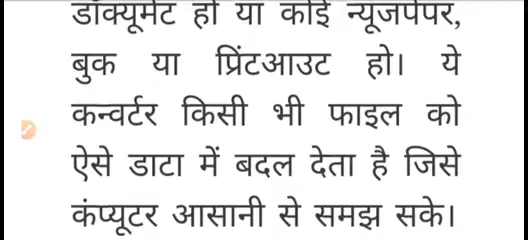 डॉक्यूमेंट हो या कोई न्यूजपेपर,
बुक या प्रिंटआउट हो। ये
कन्वर्टर किसी भी फाइल को
ऐसे डाटा में बदल देता है जिसे
कंप्यूटर आसानी से समझ सके।